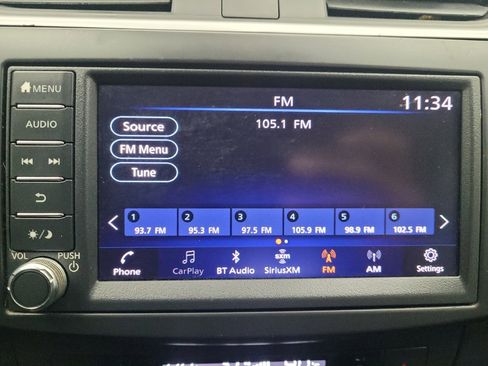 MENU
FM
11:34
AUDIO
Source
105.1 FM
FM Menu
Tune
1 2 3 4 5 6
93.7 FM 95.3 FM 97.5 FM 105.9 FM 98.9 FM 102.5 FM
VOL PUSH
sxm
Phone CarPlay BT Audio SiriusXM FM AM Settings